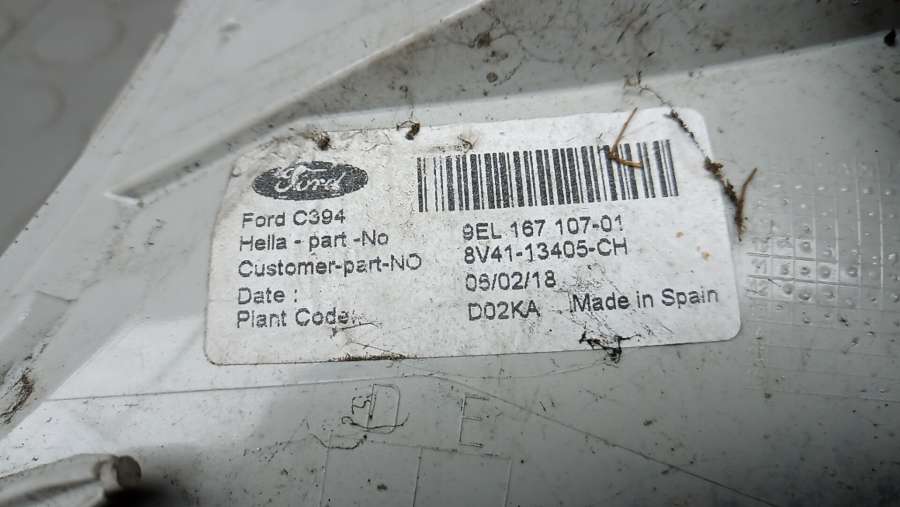 Ford
Ford C394
Hella - part -No 9EL 167 107-01
Customer-part-NO 8V41-13405-CH
Date : 06/02/18
Plant Code: D02KA Made in Spain
D E